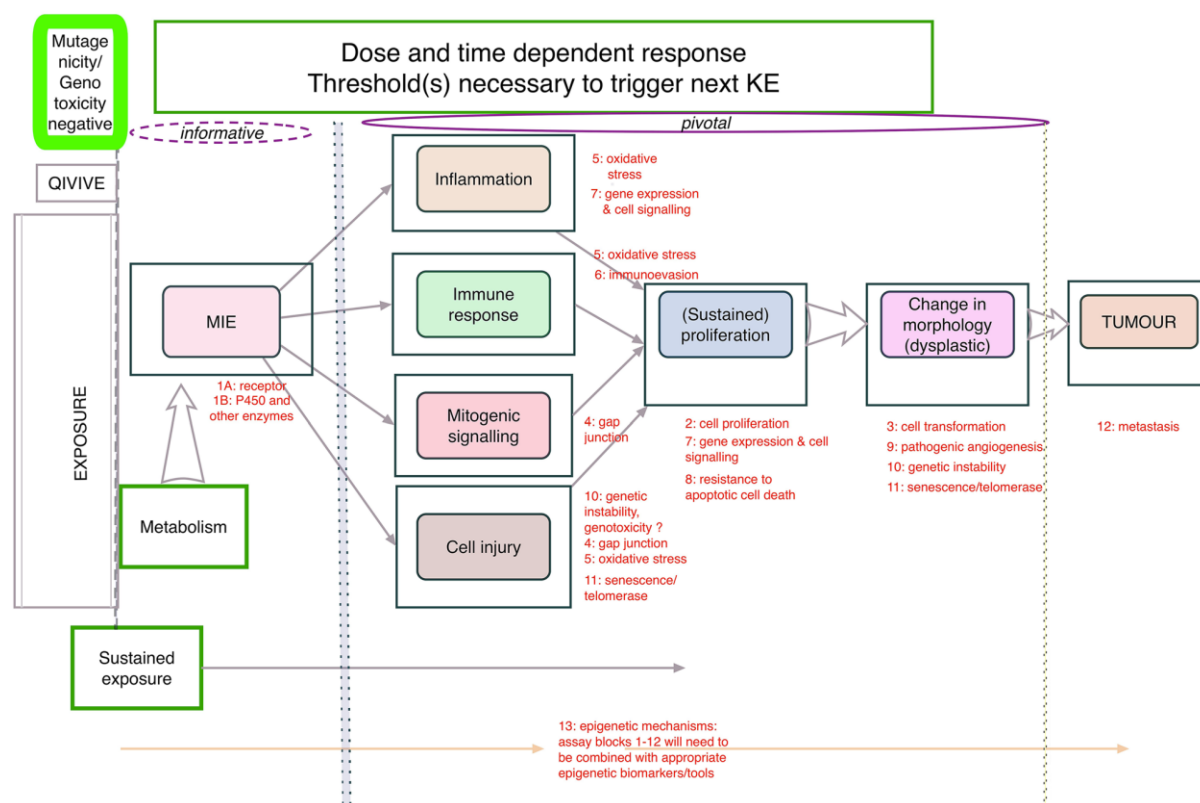 Mutage
nicity/
Geno
toxicity
negative
Dose and time dependent response
Threshold(s) necessary to trigger next KE
informative
pivotal
QIVIVE
EXPOSURE
MIE
1A: receptor
1B: P450 and
other enzymes
Metabolism
Sustained
exposure
Inflammation
5: oxidative
stress
7: gene expression
& cell signalling
Immune
response
5: oxidative stress
6: immunoevasion
Mitogenic
signalling
4: gap
junction
Cell injury
10: genetic
instability,
genotoxicity ?
4: gap junction
5: oxidative stress
11: senescence/
telomerase
(Sustained)
proliferation
2: cell proliferation
7: gene expression & cell
signalling
8: resistance to
apoptotic cell death
Change in
morphology
(dysplastic)
3: cell transformation
9: pathogenic angiogenesis
10: genetic instability
11: senescence/telomerase
TUMOUR
12: metastasis
13: epigenetic mechanisms:
assay blocks 1-12 will need to
be combined with appropriate
epigenetic biomarkers/tools